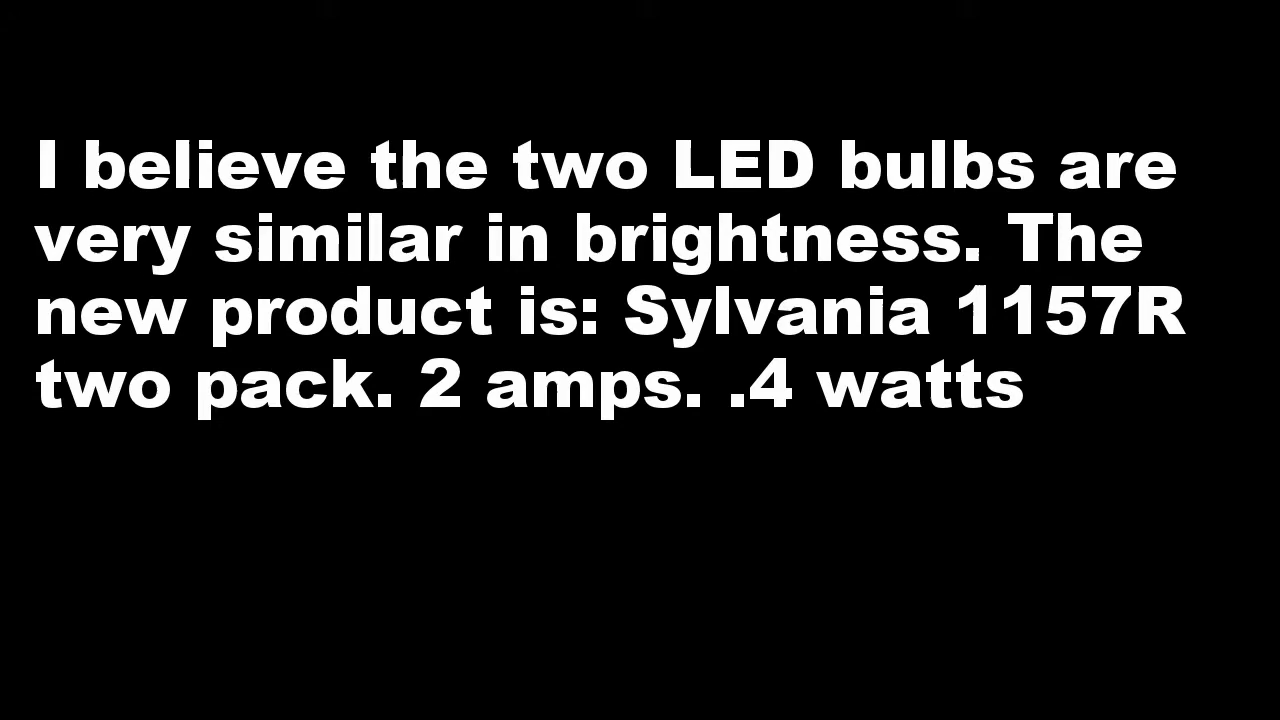 I believe the two LED bulbs are
very similar in brightness. The
new product is: Sylvania 1157R
two pack. 2 amps. .4 watts